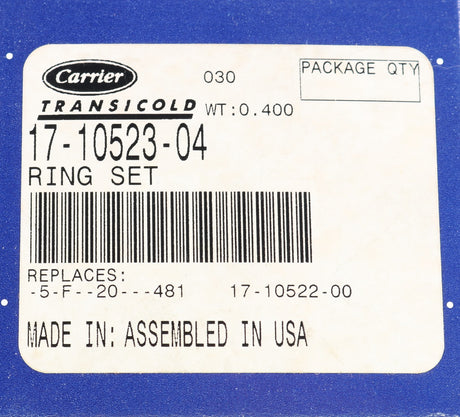 Carrier
030
PACKAGE QTY
TRANSICOLD
WT:0.400
17-10523-04
RING SET
REPLACES:
-5-F--20---481 17-10522-00
MADE IN: ASSEMBLED IN USA